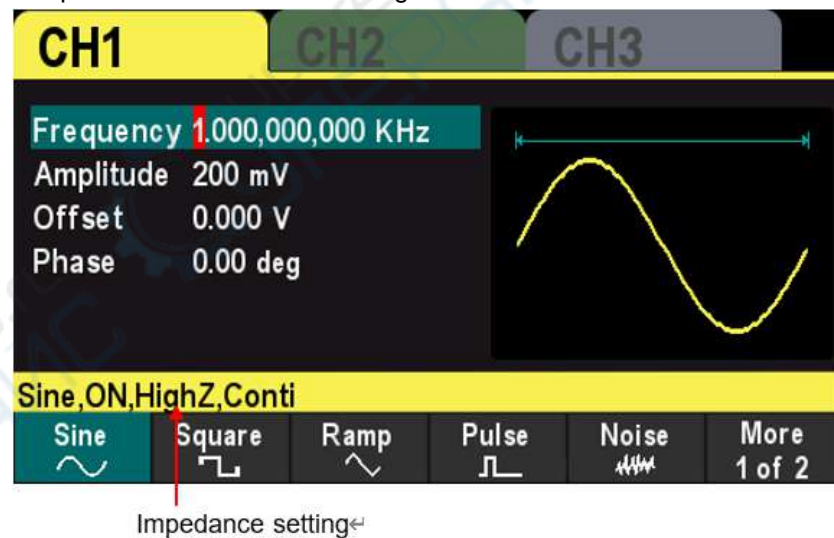 CH1 CH2 CH3
Frequency 1.000,000,000 KHz
Amplitude 200 mV
Offset 0.000 V
Phase 0.00 deg
Sine,ON,HighZ,Conti
Sine Square Ramp Pulse Noise More
1 of 2
Impedance setting↵